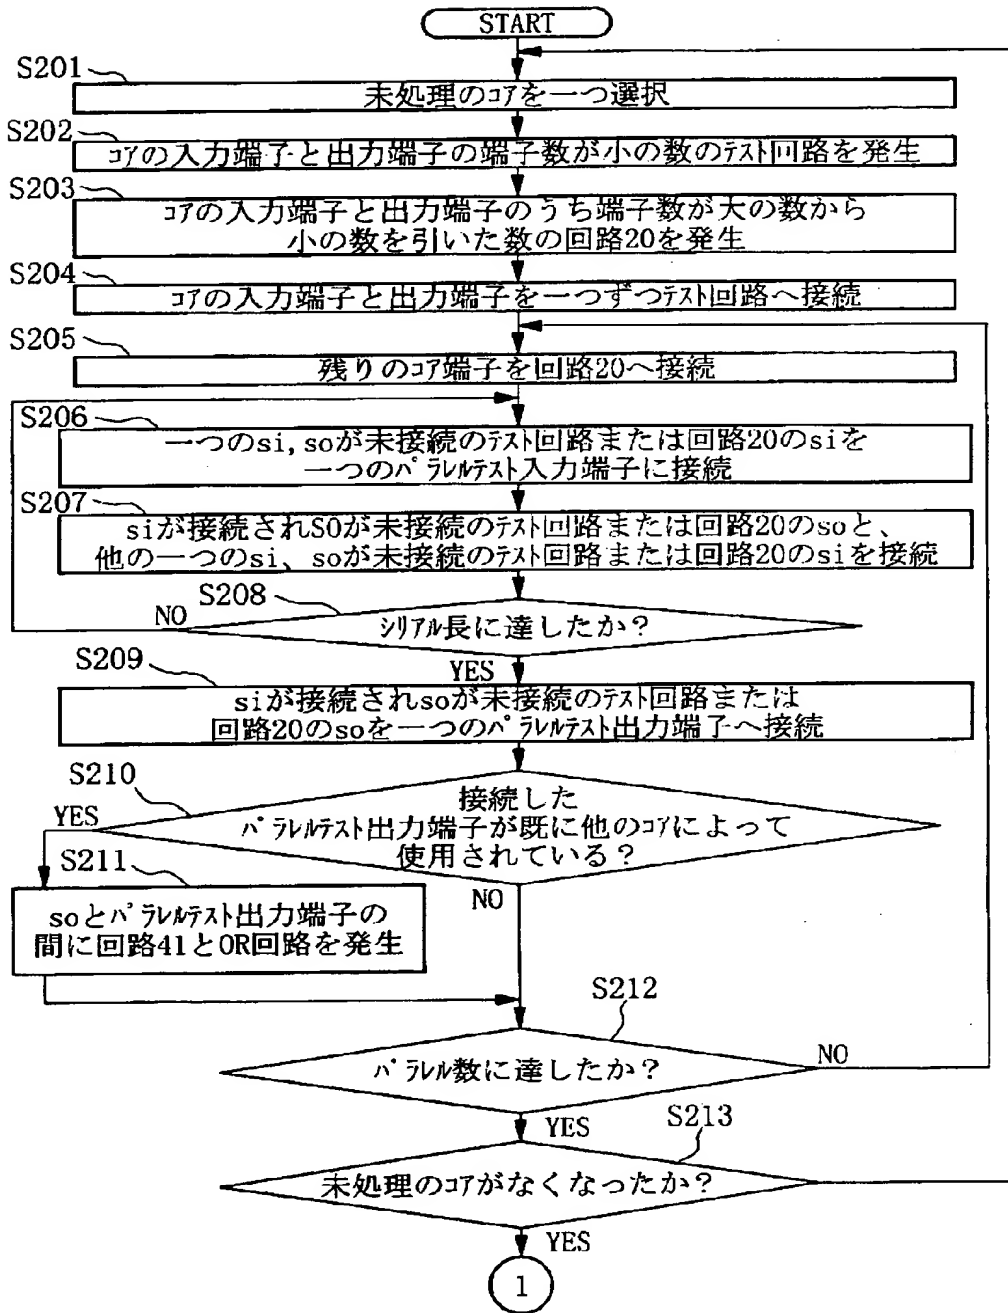 START
S201
未処理のコアを一つ選択
S202
コアの入力端子と出力端子の端子数が小の数のテスト回路を発生
S203
コアの入力端子と出力端子のうち端子数が大の数から
小の数を引いた数の回路20を発生
S204
コアの入力端子と出力端子を一つずつテスト回路へ接続
S205
残りのコア端子を回路20へ接続
S206
一つのsi,soが未接続のテスト回路または回路20のsiを
一つのパラレルテスト入力端子に接続
S207
siが接続されSOが未接続のテスト回路または回路20のsoと、
他の一つのsi、soが未接続のテスト回路または回路20のsiを接続
S208
NO
シリアル長に達したか?
YES
S209
siが接続されsoが未接続のテスト回路または
回路20のsoを一つのパラレルテスト出力端子へ接続
S210
YES
接続した
パラレルテスト出力端子が既に他のコアによって
使用されている?
NO
S211
soとパラレルテスト出力端子の
間に回路41とOR回路を発生
S212
パラレル数に達したか?
NO
YES
S213
未処理のコアがなくなったか?
YES
1